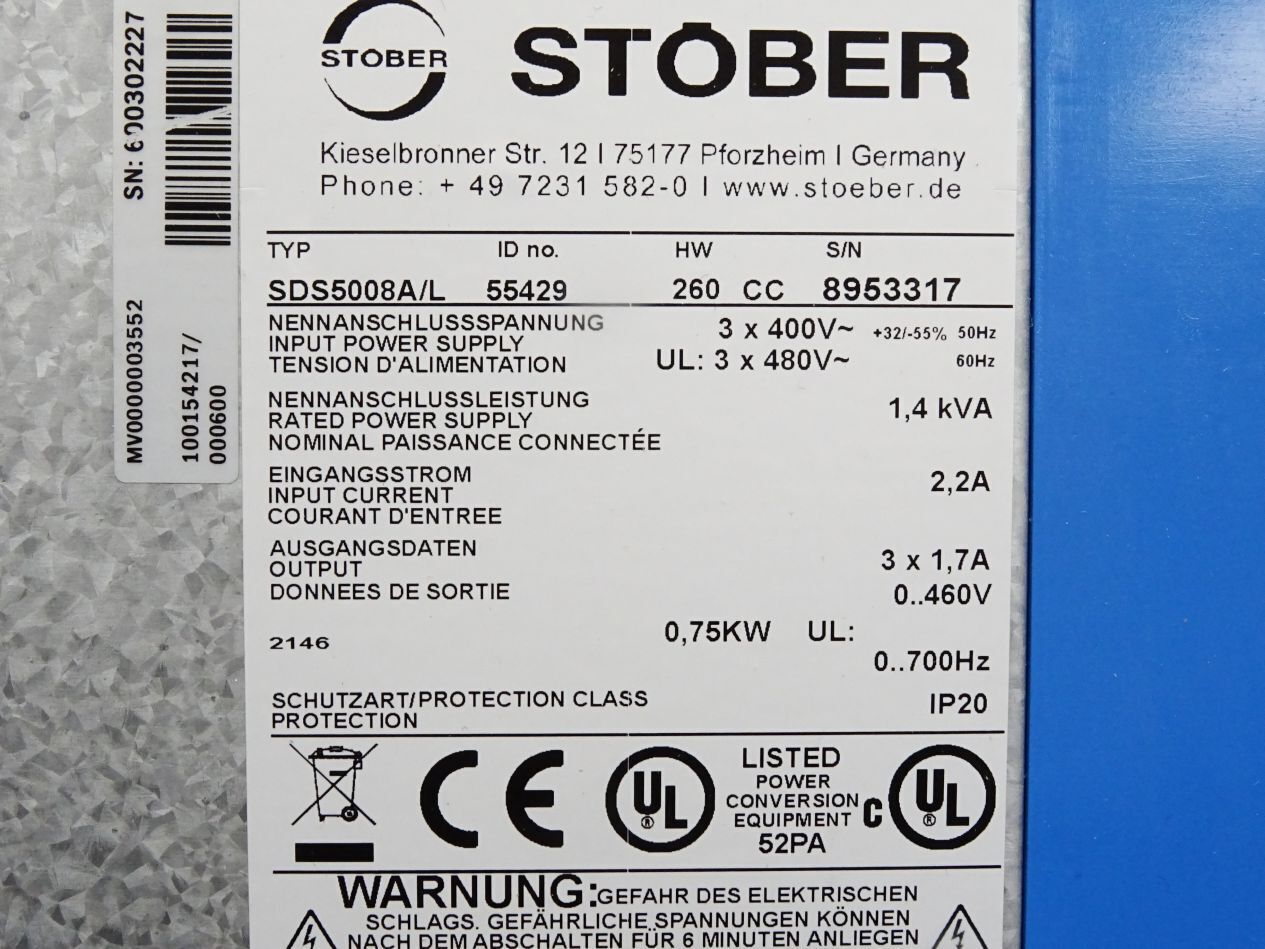 SN: 600302227
MV0000003552
100154217/
000600
STÖBER
STÖBER
Kieselbronner Str. 12 I 75177 Pforzheim I Germany
Phone: + 49 7231 582-0 I www.stoeber.de
TYP ID no. HW S/N
SDS5008A/L 55429 260 CC 8953317
NENNANSCHLUSSSPANNUNG 3 x 400V~ +32/-55% 50Hz
INPUT POWER SUPPLY
TENSION D'ALIMENTATION UL: 3 x 480V~ 60Hz
NENNANSCHLUSSLEISTUNG
RATED POWER SUPPLY 1,4 kVA
NOMINAL PAISSANCE CONNECTÉE
EINGANGSSTROM
INPUT CURRENT 2,2A
COURANT D'ENTREE
AUSGANGSDATEN
OUTPUT 3 x 1,7A
DONNEES DE SORTIE 0..460V
2146 0,75KW UL:
0..700Hz
SCHUTZART/PROTECTION CLASS IP20
PROTECTION
CE
UL ®
LISTED
POWER
CONVERSION
EQUIPMENT
52PA
C UL ®
WARNUNG: GEFAHR DES ELEKTRISCHEN
SCHLAGS. GEFÄHRLICHE SPANNUNGEN KÖNNEN
NACH DEM ABSCHALTEN FÜR 6 MINUTEN ANLIEGEN